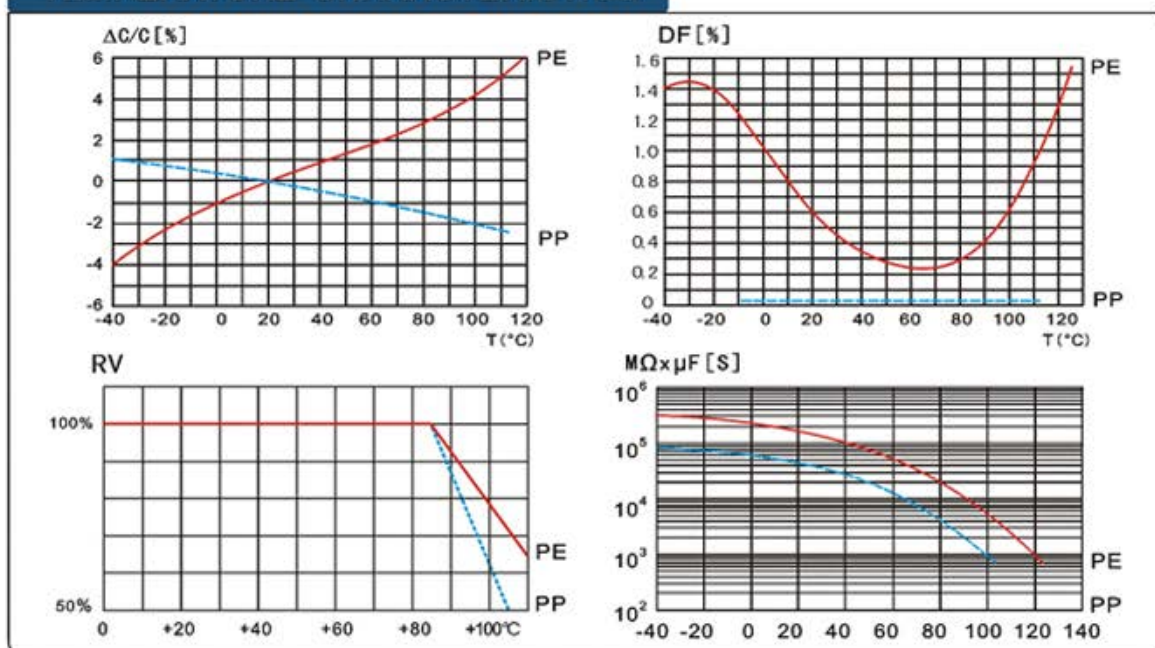 ΔC/C[%]
6
4
2
0
-2
-4
-6
-40 -20 0 20 40 60 80 100 120
T(°C)
PE
PP
DF[%]
1.6
1.4
1.2
1.0
0.8
0.6
0.4
0.2
0
-40 -20 0 20 40 60 80 100 120
T(°C)
PE
PP
RV
100%
50%
0 +20 +40 +60 +80 +100℃
PE
PP
MΩxμF[S]
10⁶
10⁵
10⁴
10³
10²
-40 -20 0 20 40 60 80 100 120 140
PE
PP